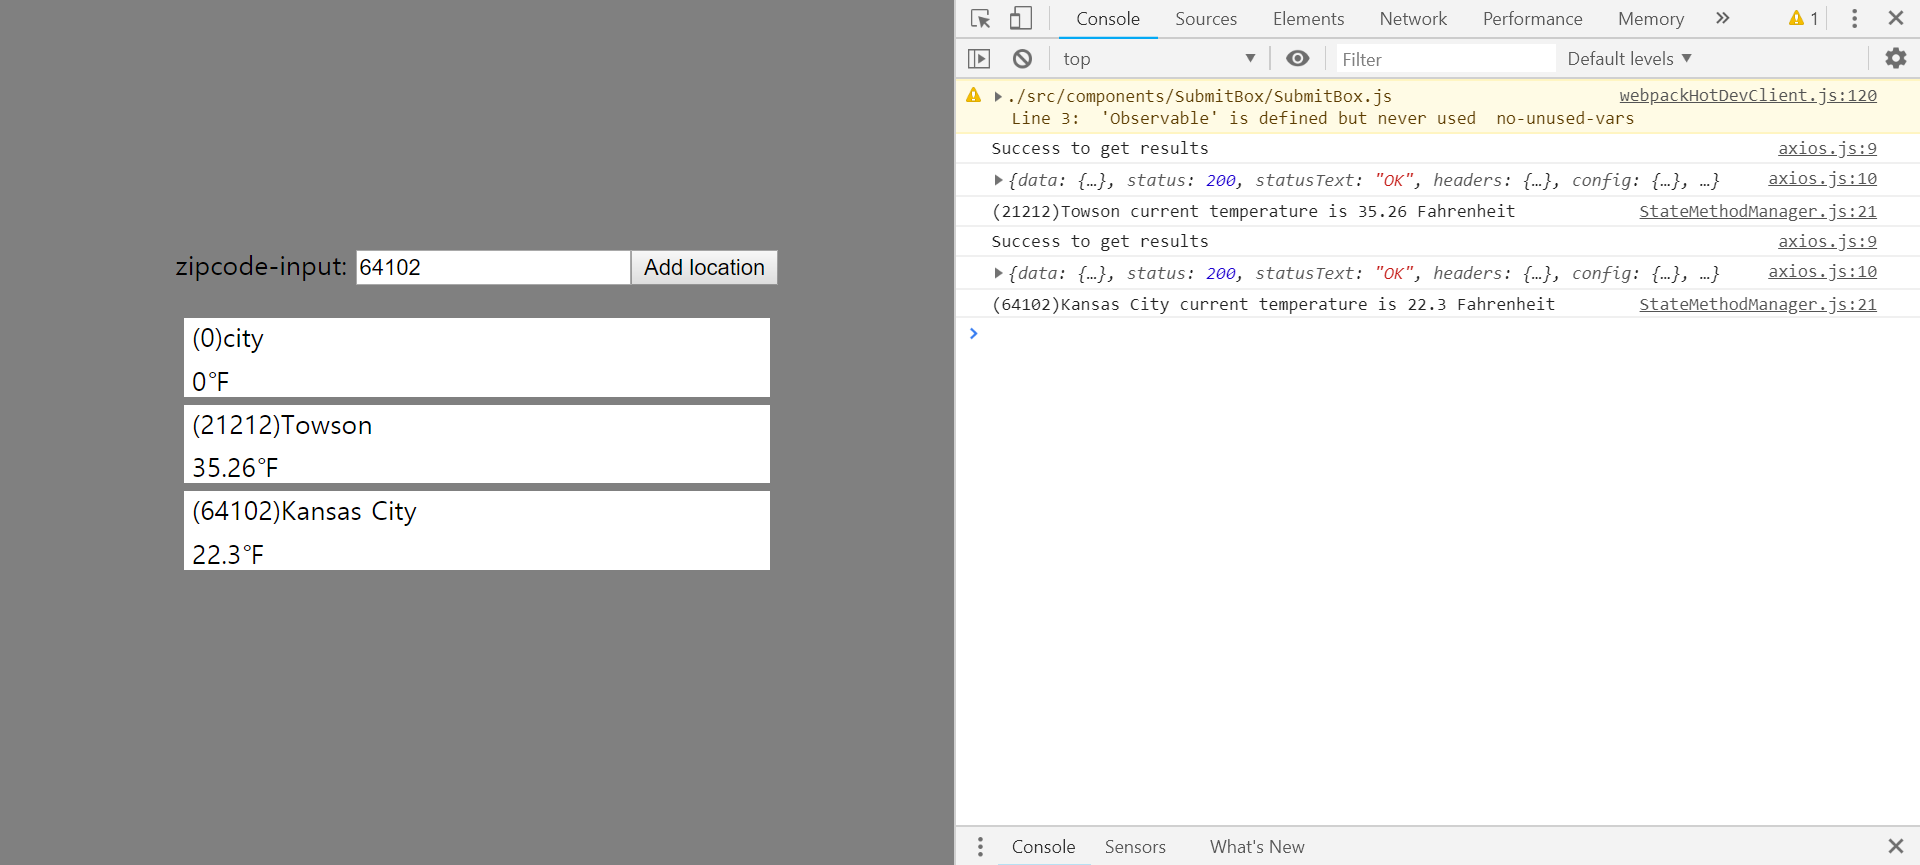 zipcode-input: 64102 Add location
(0)city
0°F
(21212)Towson
35.26°F
(64102)Kansas City
22.3°F
Console Sources Elements Network Performance Memory » 1
top Filter Default levels
./src/components/SubmitBox/SubmitBox.js webpackHotDevClient.js:120
Line 3:  'Observable' is defined but never used  no-unused-vars
Success to get results axios.js:9
{data: {…}, status: 200, statusText: "OK", headers: {…}, config: {…}, …} axios.js:10
(21212)Towson current temperature is 35.26 Fahrenheit StateMethodManager.js:21
Success to get results axios.js:9
{data: {…}, status: 200, statusText: "OK", headers: {…}, config: {…}, …} axios.js:10
(64102)Kansas City current temperature is 22.3 Fahrenheit StateMethodManager.js:21
Console Sensors What's New